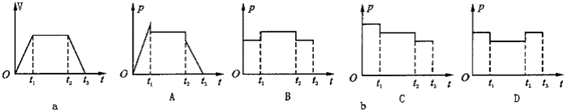 V
O t₁ t₂ t₃ t
a
p
O t₁ t₂ t₃ t
A
p
O t₁ t₂ t₃ t
B
p
O t₁ t₂ t₃ t
b C
p
O t₁ t₂ t₃ t
D